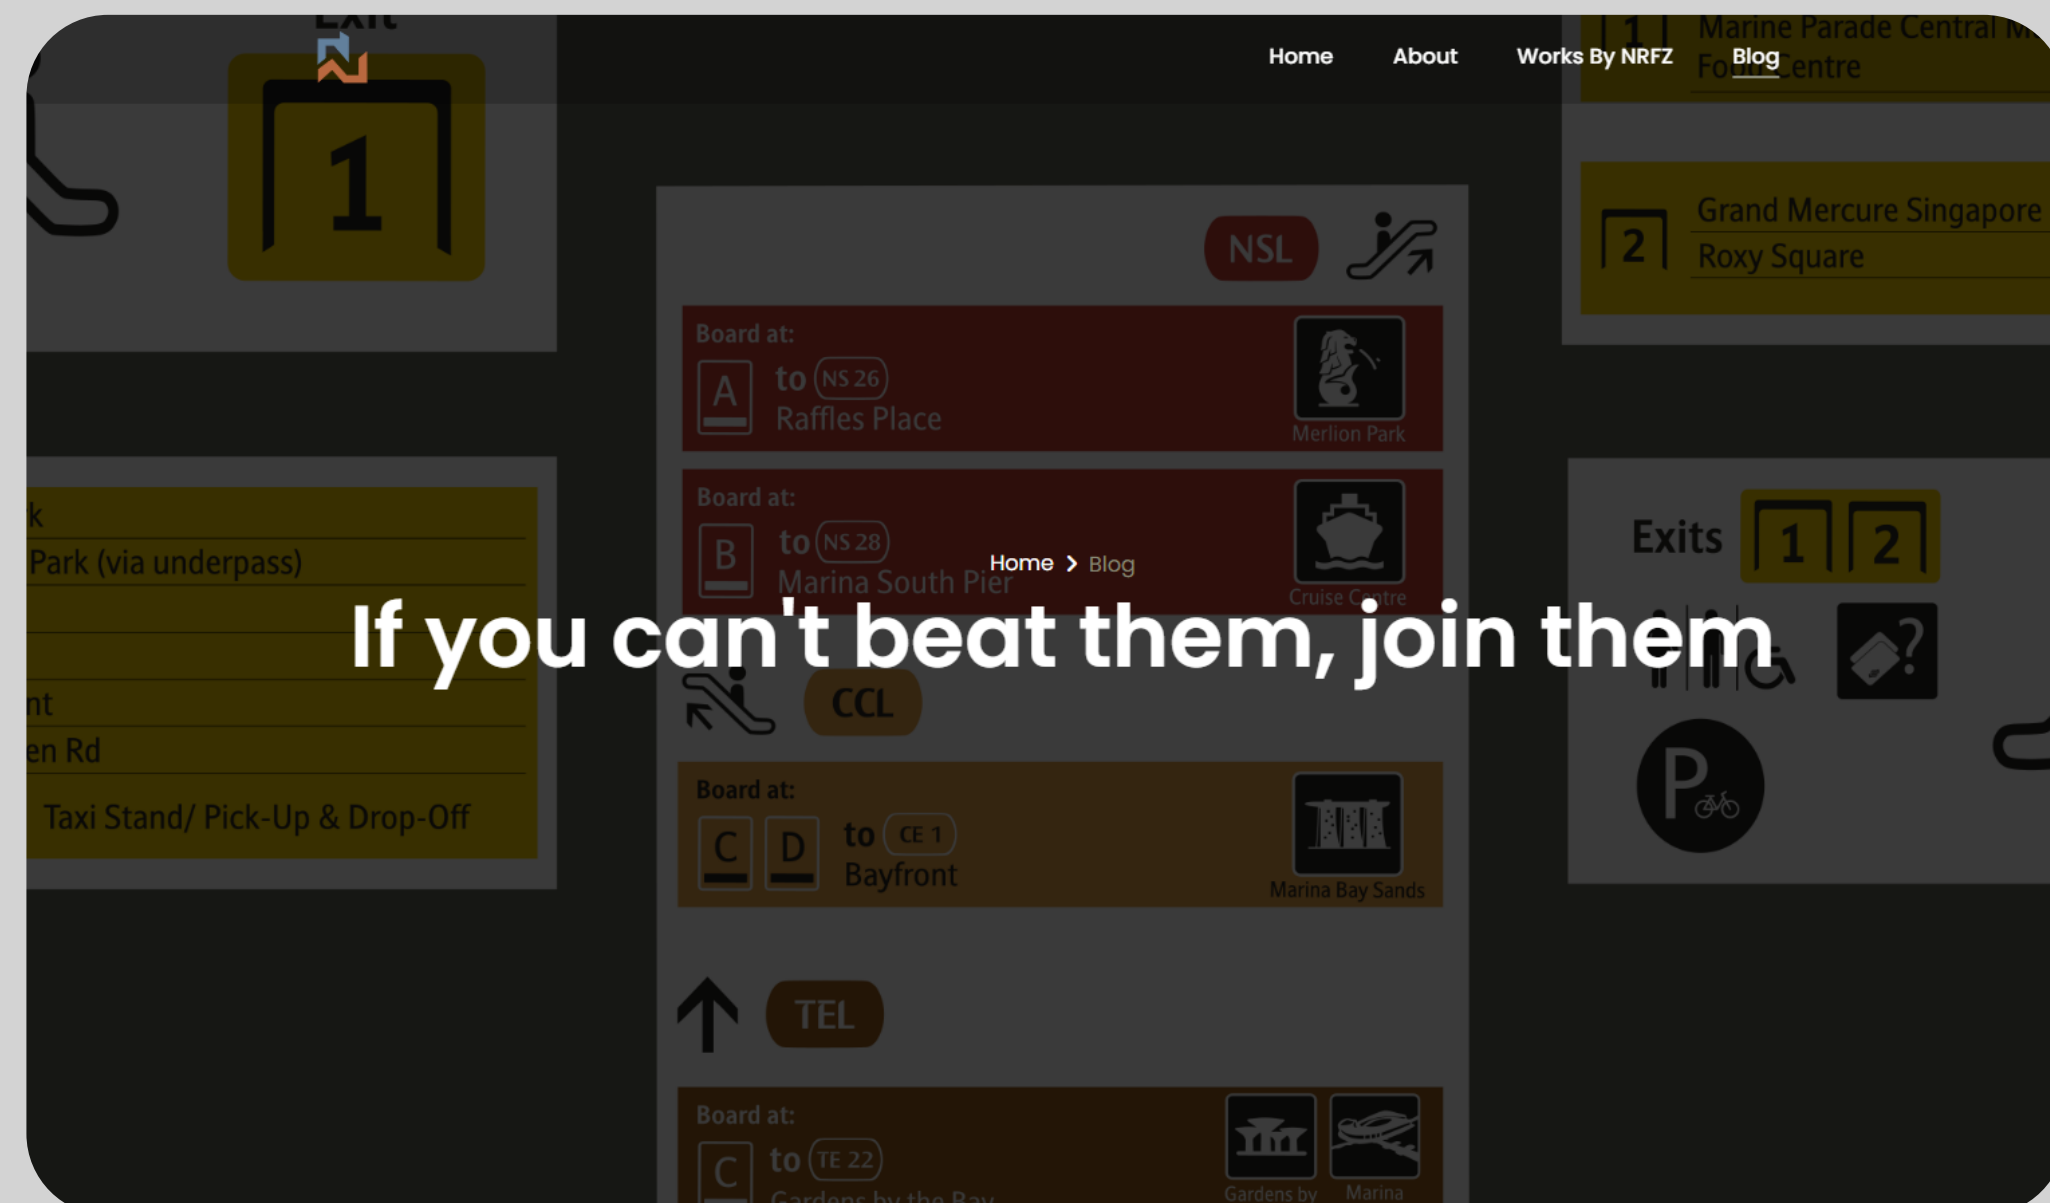 Exit
Home About Works By NRFZ Blog
1
1
Marine Parade Central
Food Centre
2
Grand Mercure Singapore
Roxy Square
NSL
Board at:
A to NS 26
Raffles Place
Merlion Park
Board at:
B to NS 28
Marina South Pier
Cruise Centre
Home > Blog
If you can't beat them, join them
k
Park (via underpass)
nt
en Rd
Taxi Stand/ Pick-Up & Drop-Off
Exits 1 2
?
P
CCL
Board at:
C D to CE 1
Bayfront
Marina Bay Sands
TEL
Board at:
C to TE 22
Gardens by the Bay
Gardens by
Marina